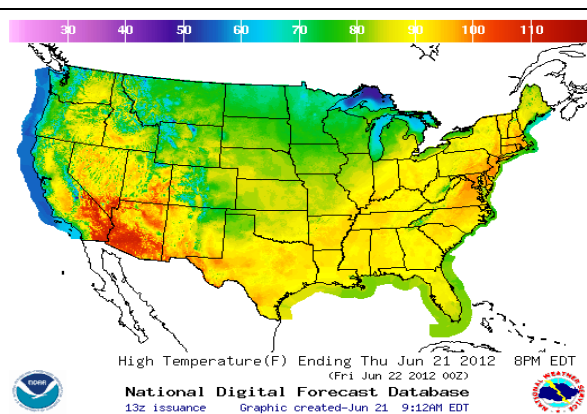 30 40 50 60 70 80 90 100 110
High Temperature(F) Ending Thu Jun 21 2012 8PM EDT
(Fri Jun 22 2012 00Z)
National Digital Forecast Database
13z issuance Graphic created-Jun 21 9:12AM EDT
NOAA